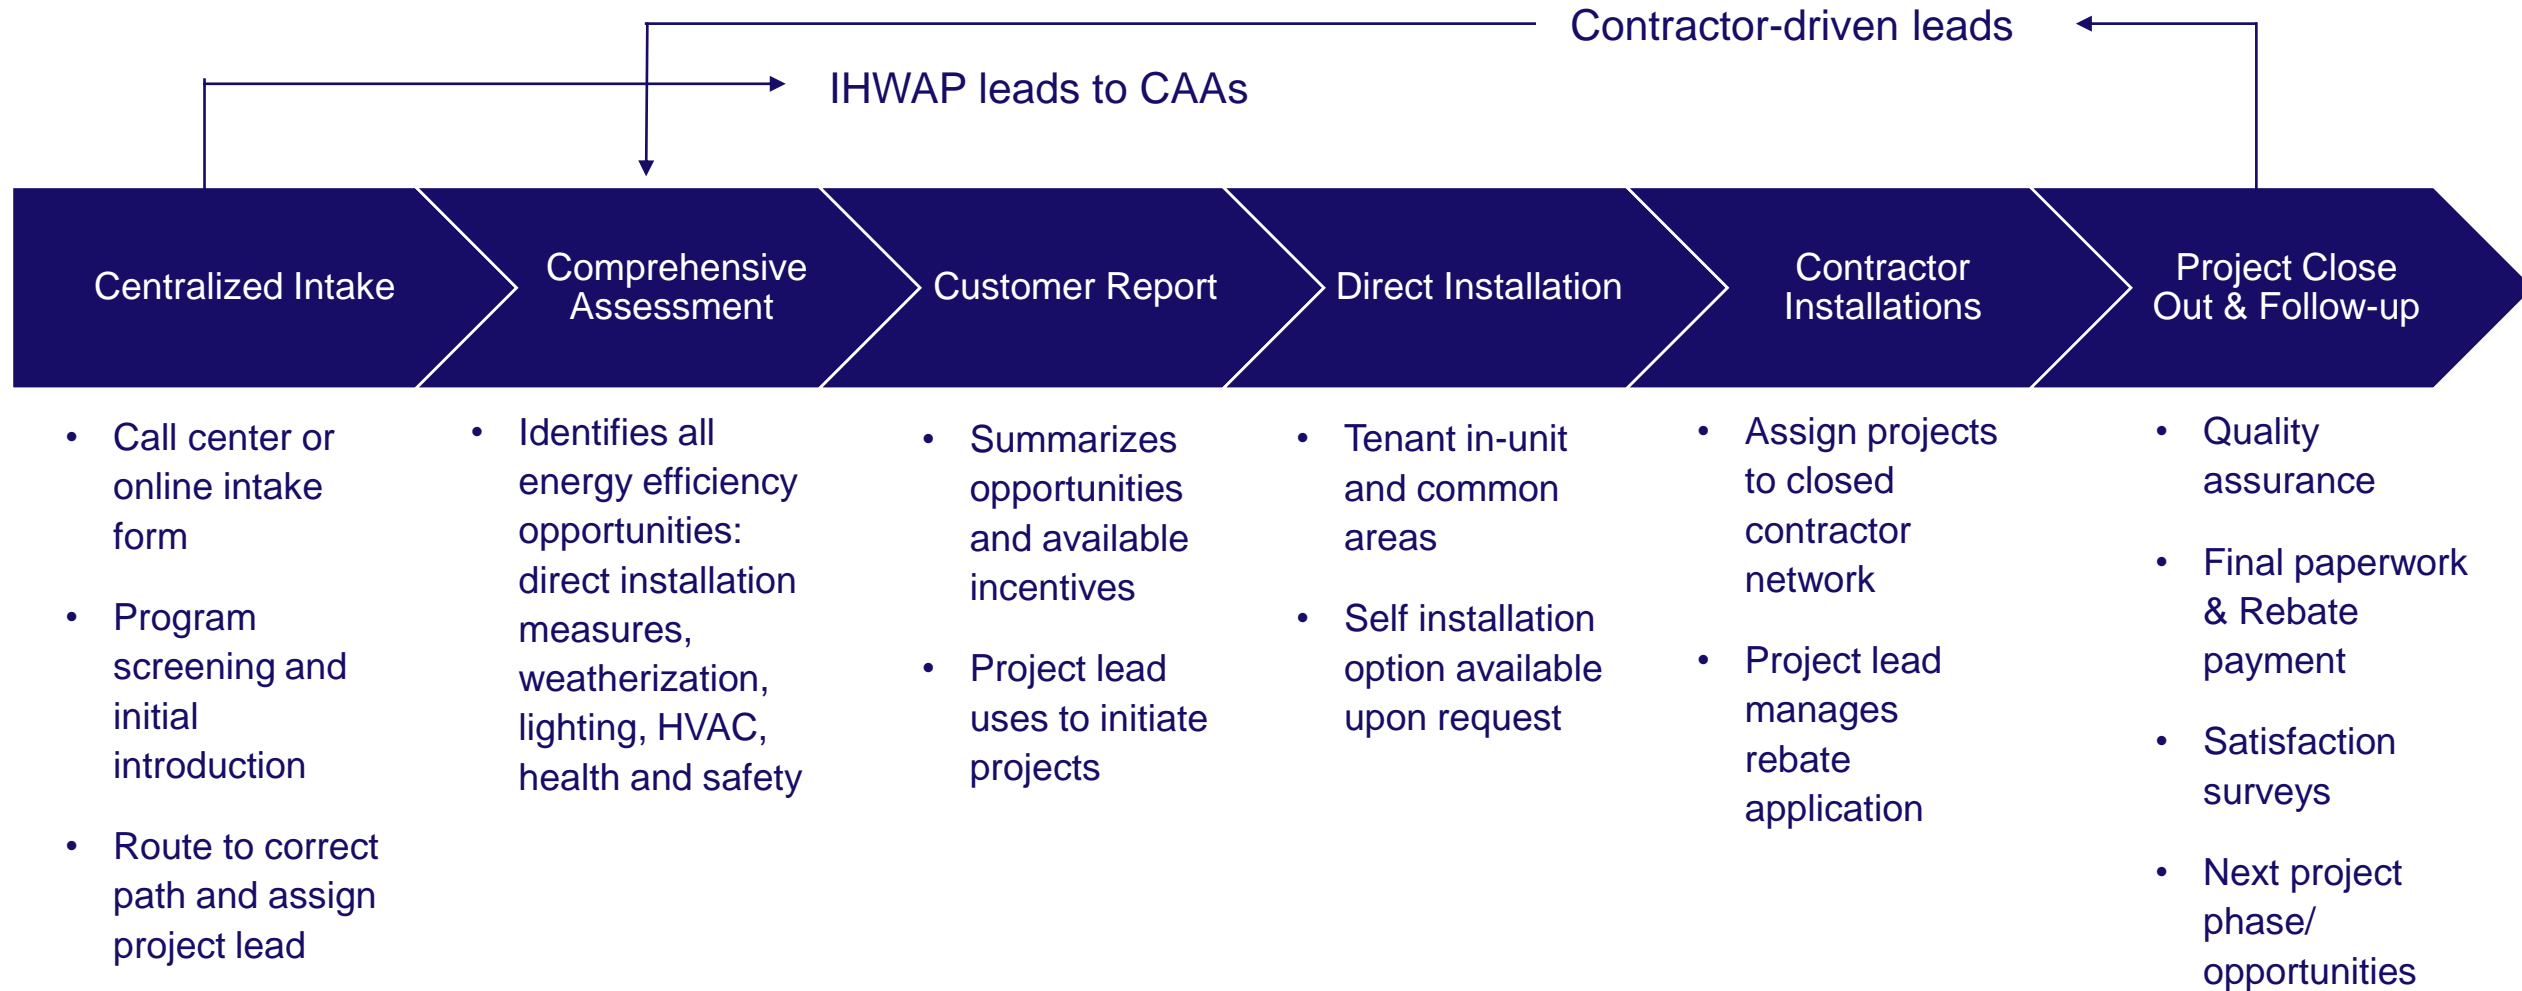 Contractor-driven leads
IHWAP leads to CAAs
Centralized Intake
Comprehensive
Assessment
Customer Report
Direct Installation
Contractor
Installations
Project Close
Out & Follow-up
• Call center or
online intake
form
• Program
screening and
initial
introduction
• Route to correct
path and assign
project lead
• Identifies all
energy efficiency
opportunities:
direct installation
measures,
weatherization,
lighting, HVAC,
health and safety
• Summarizes
opportunities
and available
incentives
• Project lead
uses to initiate
projects
• Tenant in-unit
and common
areas
• Self installation
option available
upon request
• Assign projects
to closed
contractor
network
• Project lead
manages
rebate
application
• Quality
assurance
• Final paperwork
& Rebate
payment
• Satisfaction
surveys
• Next project
phase/
opportunities